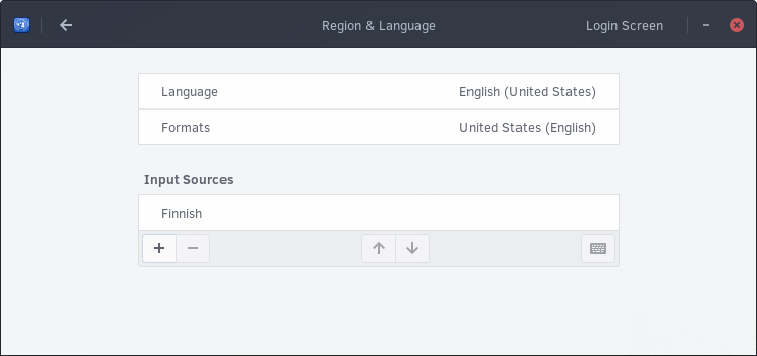 Region & Language
Login Screen
Language
English (United States)
Formats
United States (English)
Input Sources
Finnish